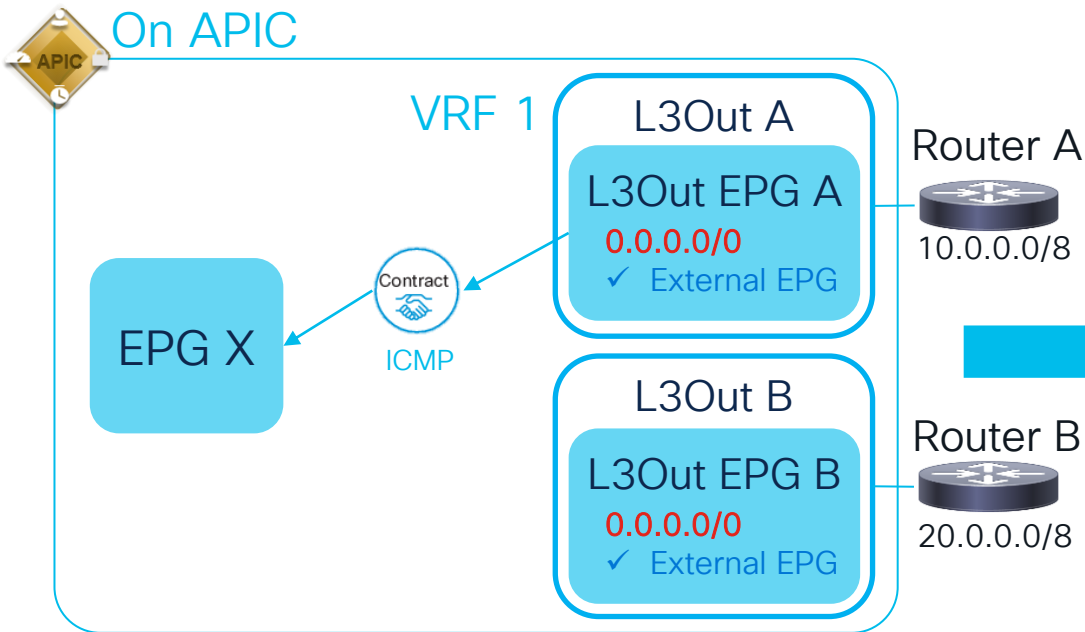 On APIC
APIC
VRF 1
L3Out A
L3Out EPG A
0.0.0.0/0
✓ External EPG
Router A
10.0.0.0/8
Contract
ICMP
EPG X
L3Out B
L3Out EPG B
0.0.0.0/0
✓ External EPG
Router B
20.0.0.0/8